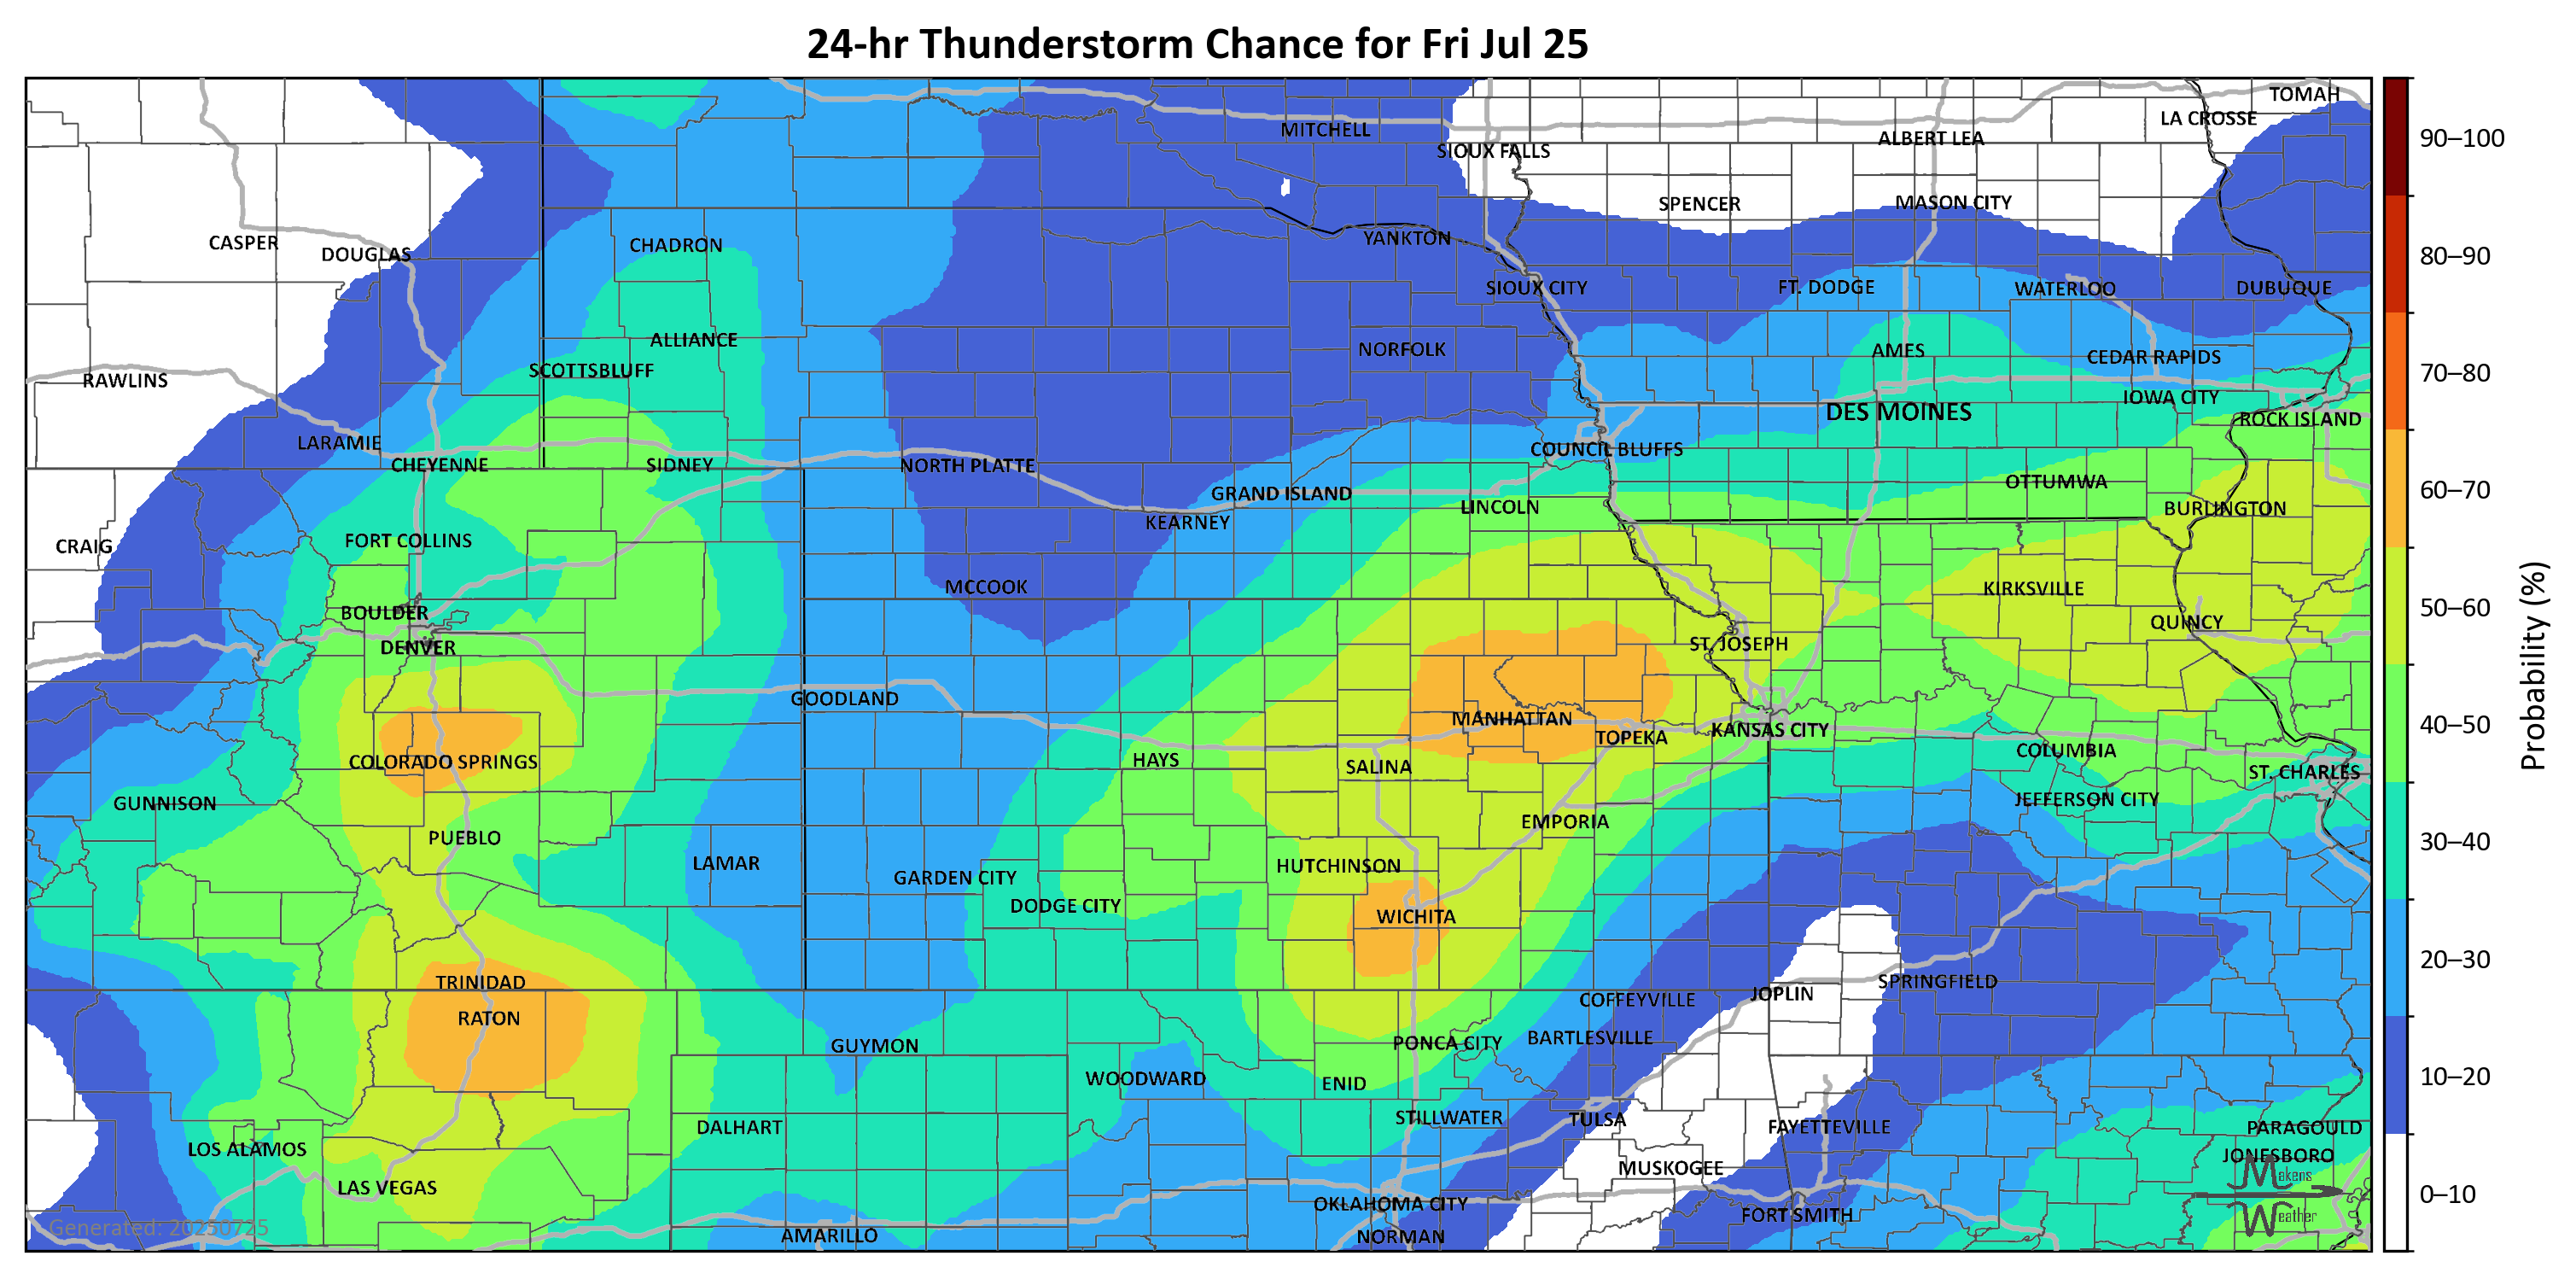 24-hr Thunderstorm Chance for Fri Jul 25
TOMAH
LA CROSSE
MITCHELL
ALBERT LEA
SIOUX FALLS
SPENCER
MASON CITY
CASPER
DOUGLAS
CHADRON
YANKTON
SIOUX CITY
FT. DODGE
WATERLOO
DUBUQUE
ALLIANCE
NORFOLK
AMES
CEDAR RAPIDS
SCOTTSBLUFF
RAWLINS
IOWA CITY
DES MOINES
ROCK ISLAND
LARAMIE
COUNCIL BLUFFS
CHEYENNE
SIDNEY
NORTH PLATTE
OTTUMWA
GRAND ISLAND
LINCOLN
BURLINGTON
KEARNEY
FORT COLLINS
CRAIG
MCCOOK
KIRKSVILLE
BOULDER
QUINCY
DENVER
ST. JOSEPH
GOODLAND
MANHATTAN
KANSAS CITY
TOPEKA
COLUMBIA
COLORADO SPRINGS
HAYS
SALINA
ST. CHARLES
GUNNISON
JEFFERSON CITY
EMPORIA
PUEBLO
LAMAR
HUTCHINSON
GARDEN CITY
DODGE CITY
WICHITA
TRINIDAD
SPRINGFIELD
JOPLIN
COFFEYVILLE
RATON
BARTLESVILLE
PONCA CITY
GUYMON
WOODWARD
ENID
STILLWATER
TULSA
DALHART
FAYETTEVILLE
PARAGOULD
LOS ALAMOS
JONESBORO
MUSKOGEE
LAS VEGAS
OKLAHOMA CITY
FORT SMITH
AMARILLO
NORMAN
Generated: 20250725
Makens
Weather
90–100
80–90
70–80
60–70
50–60
40–50
30–40
20–30
10–20
0–10
Probability (%)